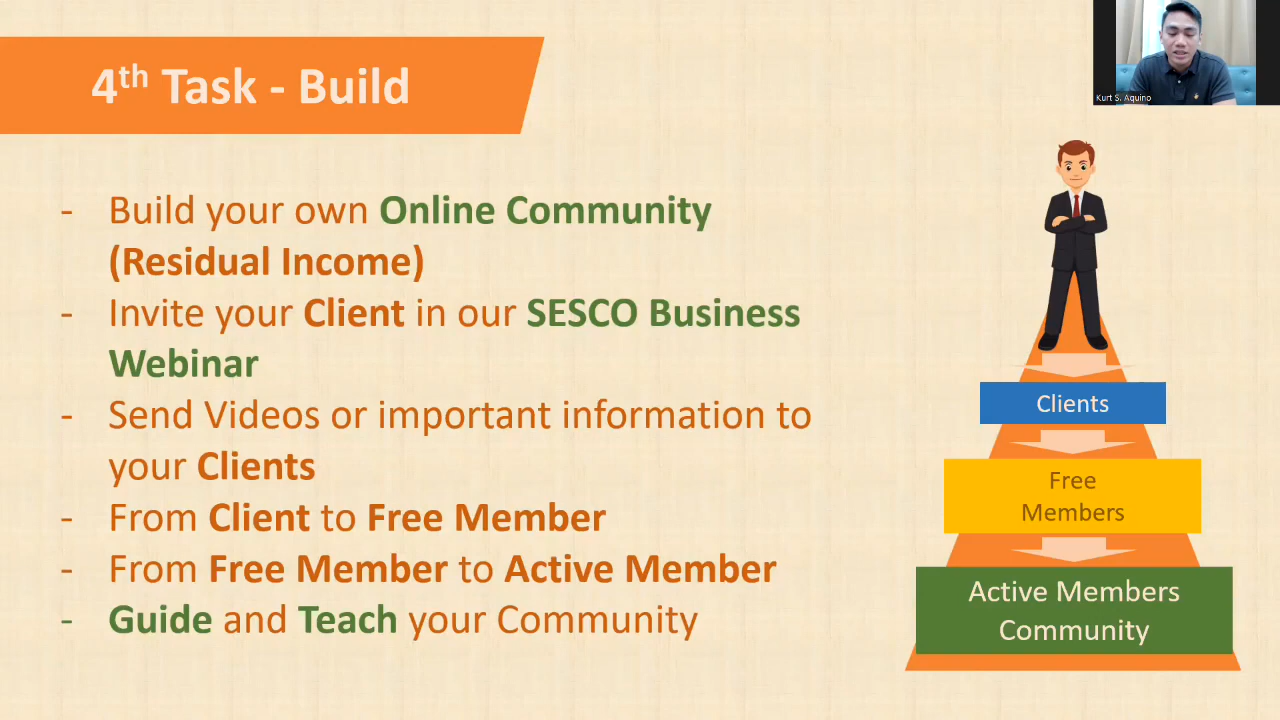 4th Task - Build
Kurt S. Aquino
- Build your own Online Community
(Residual Income)
- Invite your Client in our SESCO Business
Webinar
- Send Videos or important information to
your Clients
- From Client to Free Member
- From Free Member to Active Member
- Guide and Teach your Community
Clients
Free
Members
Active Members
Community